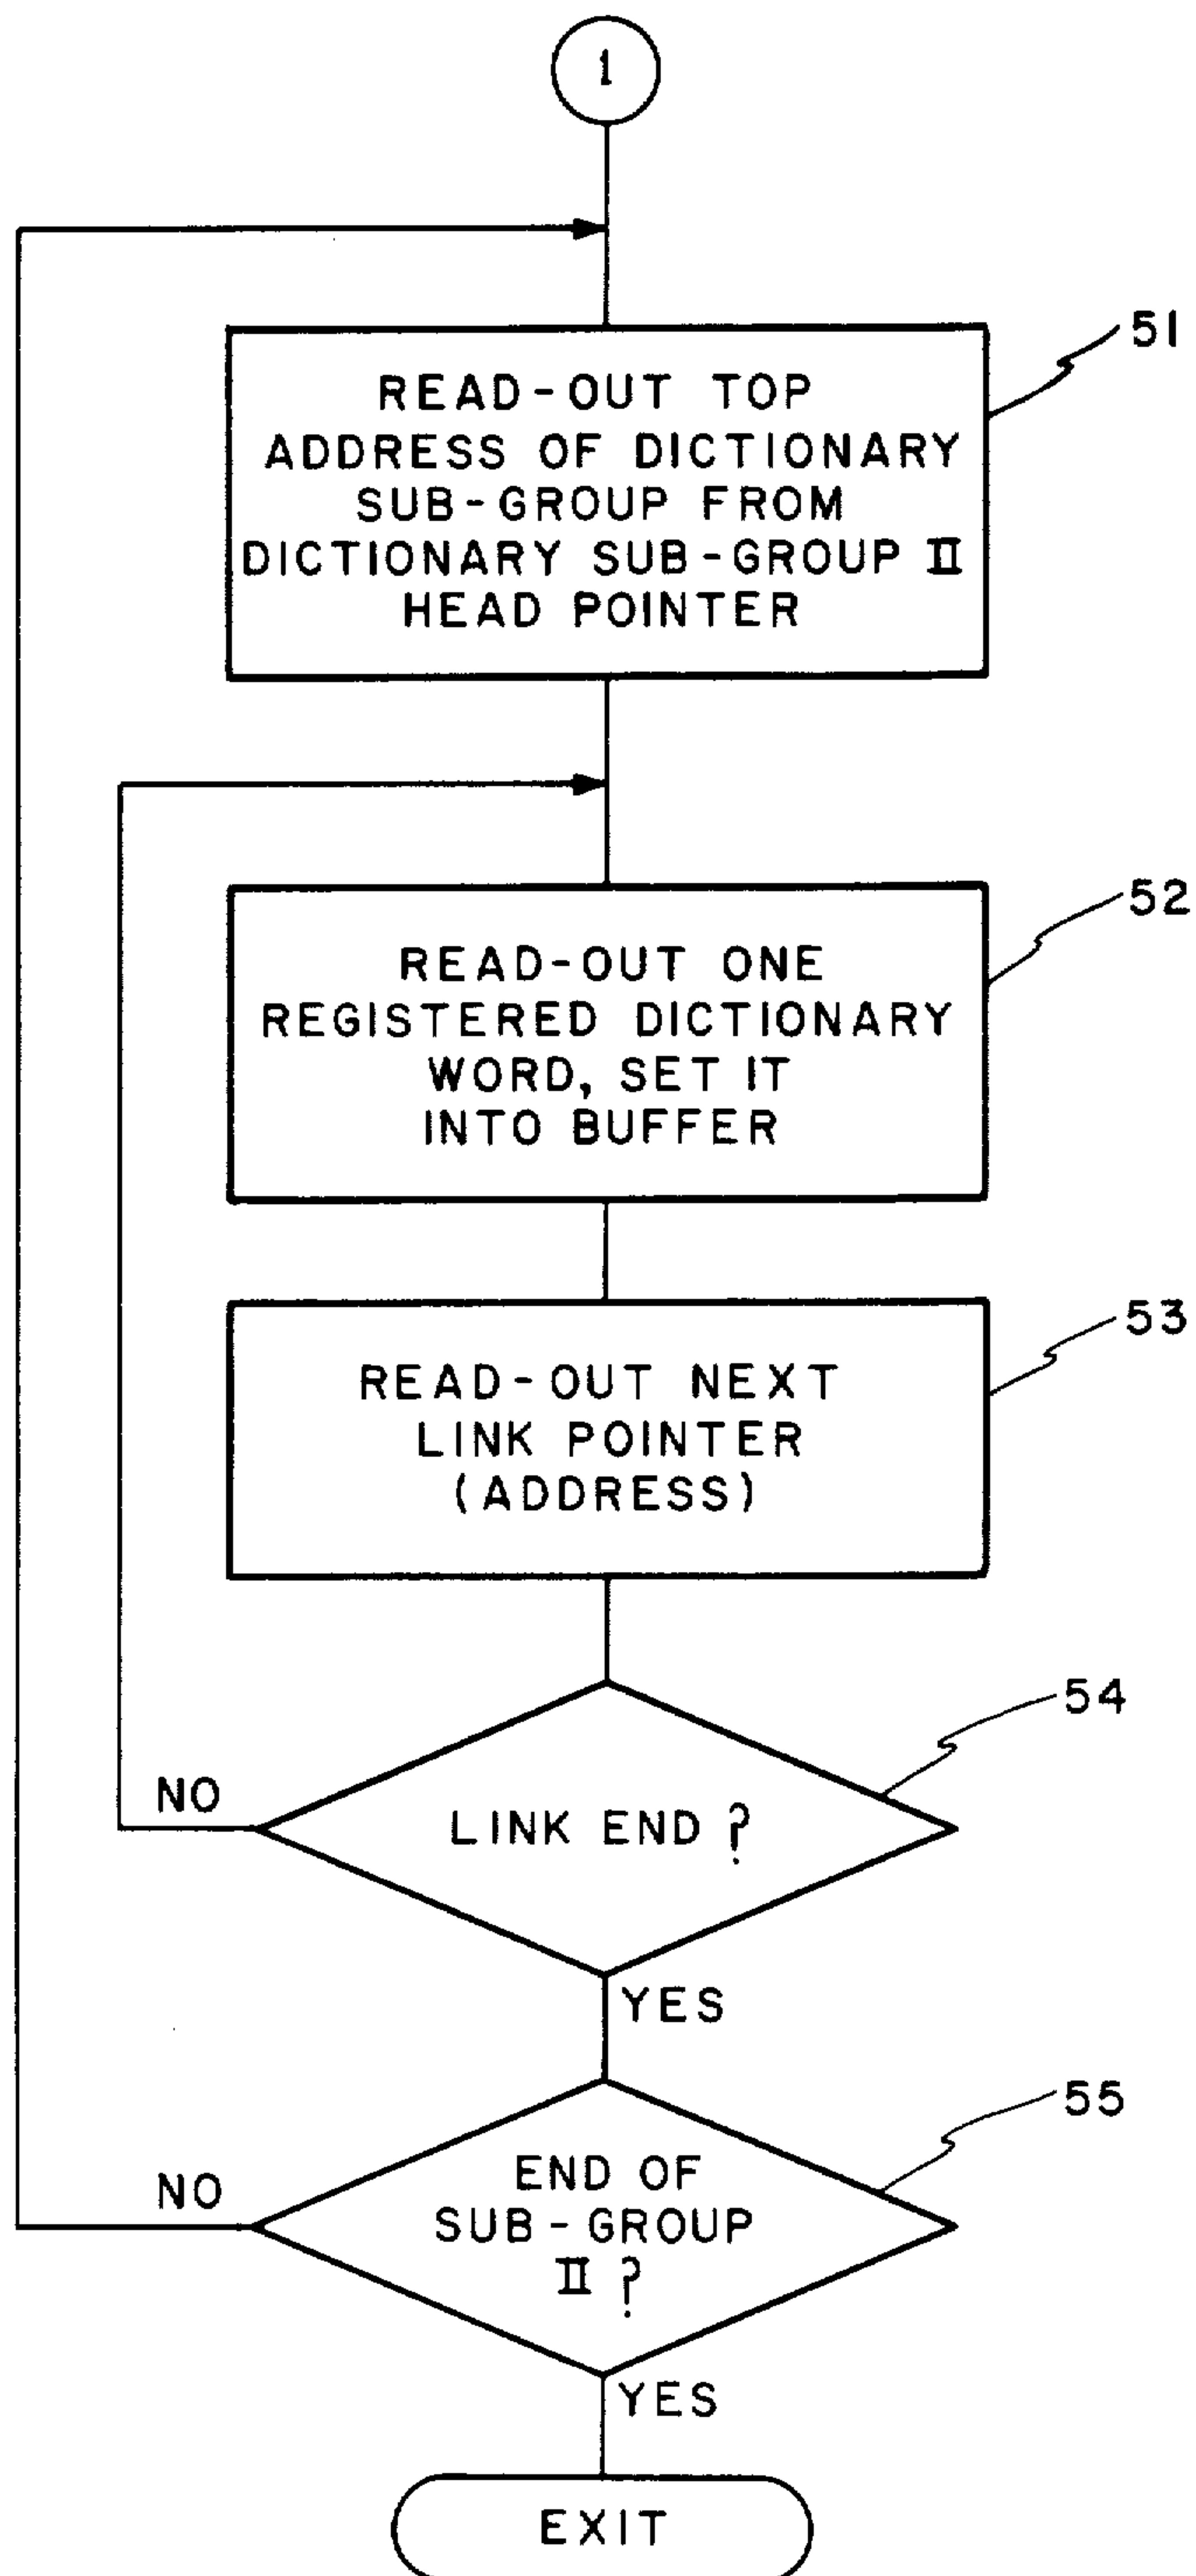 1
51
READ-OUT TOP
ADDRESS OF DICTIONARY
SUB-GROUP FROM
DICTIONARY SUB-GROUP II
HEAD POINTER
52
READ-OUT ONE
REGISTERED DICTIONARY
WORD, SET IT
INTO BUFFER
53
READ-OUT NEXT
LINK POINTER
(ADDRESS)
54
NO
LINK END ?
YES
55
NO
END OF
SUB-GROUP
II ?
YES
EXIT